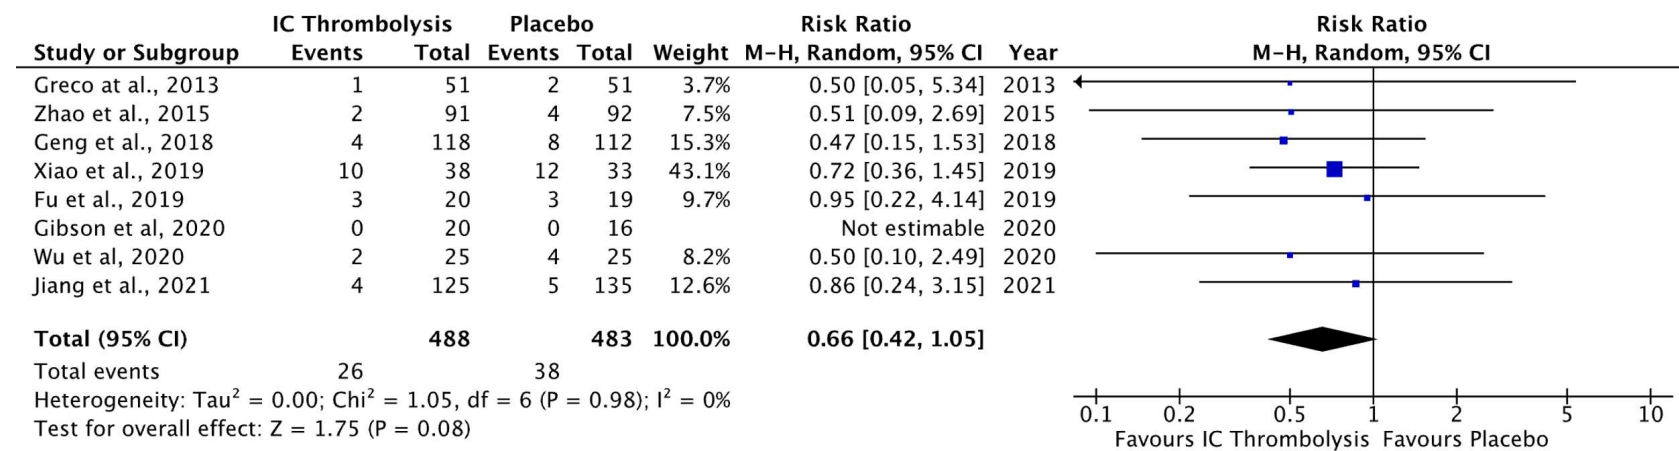 IC Thrombolysis Placebo Risk Ratio Risk Ratio
Study or Subgroup Events Total Events Total Weight M-H, Random, 95% CI Year M-H, Random, 95% CI
Greco at al., 2013 1 51 2 51 3.7% 0.50 [0.05, 5.34] 2013
Zhao et al., 2015 2 91 4 92 7.5% 0.51 [0.09, 2.69] 2015
Geng et al., 2018 4 118 8 112 15.3% 0.47 [0.15, 1.53] 2018
Xiao et al., 2019 10 38 12 33 43.1% 0.72 [0.36, 1.45] 2019
Fu et al., 2019 3 20 3 19 9.7% 0.95 [0.22, 4.14] 2019
Gibson et al, 2020 0 20 0 16 Not estimable 2020
Wu et al, 2020 2 25 4 25 8.2% 0.50 [0.10, 2.49] 2020
Jiang et al., 2021 4 125 5 135 12.6% 0.86 [0.24, 3.15] 2021
Total (95% CI) 488 483 100.0% 0.66 [0.42, 1.05]
Total events 26 38
Heterogeneity: Tau² = 0.00; Chi² = 1.05, df = 6 (P = 0.98); I² = 0%
Test for overall effect: Z = 1.75 (P = 0.08)
0.1 0.2 0.5 1 2 5 10
Favours IC Thrombolysis Favours Placebo